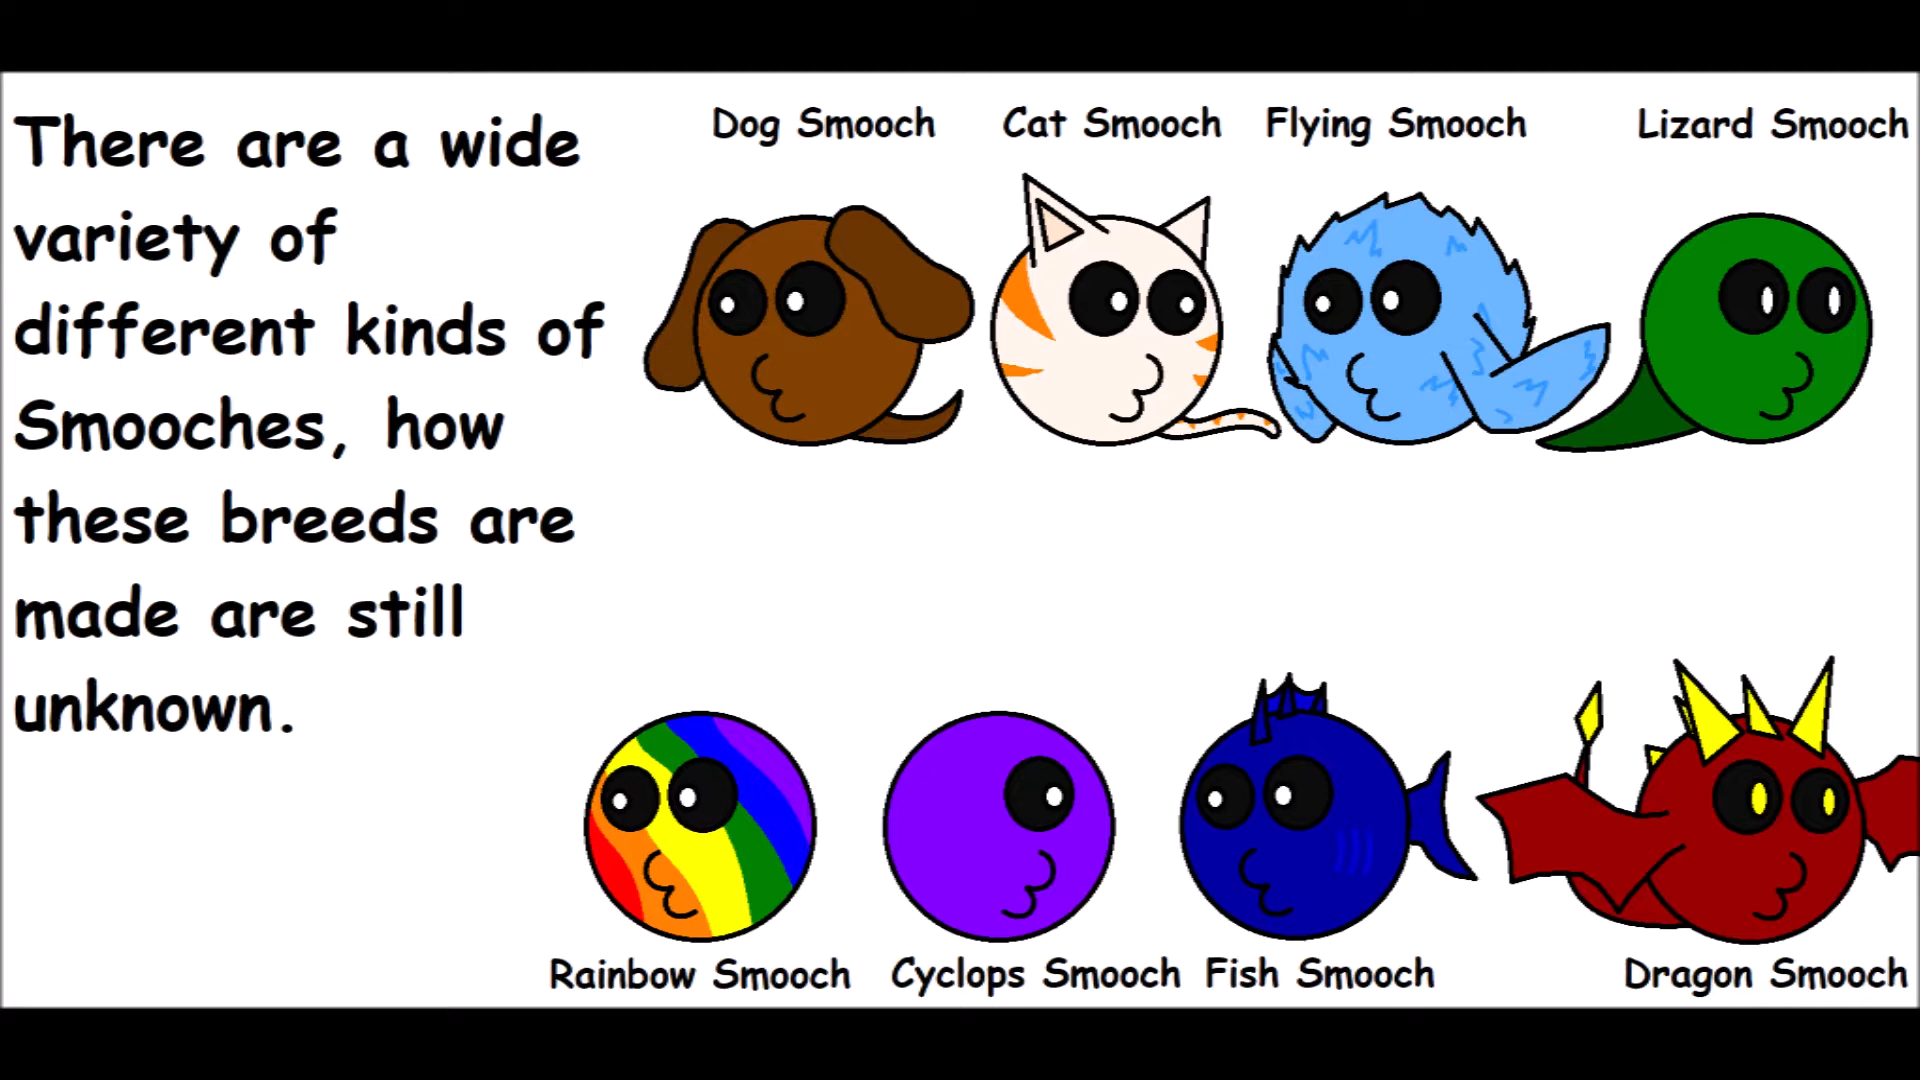 There are a wide
variety of
different kinds of
Smooches, how
these breeds are
made are still
unknown.
Dog Smooch
Cat Smooch
Flying Smooch
Lizard Smooch
Rainbow Smooch
Cyclops Smooch
Fish Smooch
Dragon Smooch